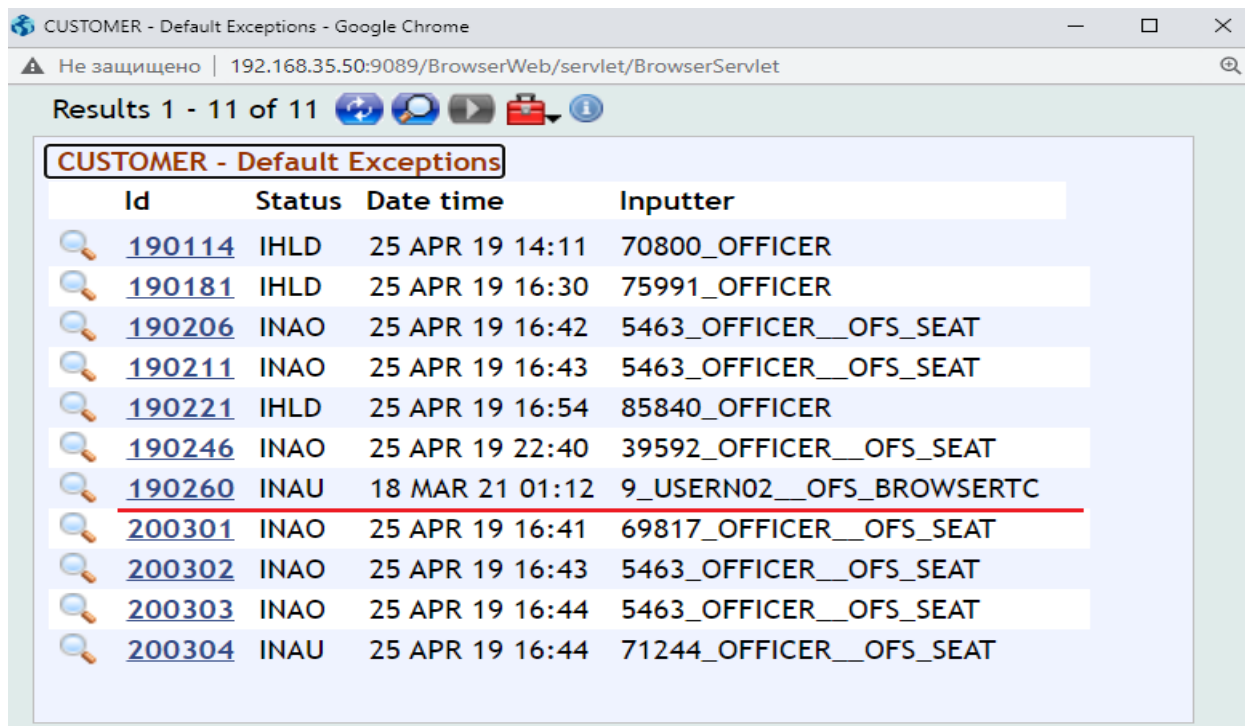 CUSTOMER - Default Exceptions - Google Chrome
Не защищено | 192.168.35.50:9089/BrowserWeb/servlet/BrowserServlet
Results 1 - 11 of 11
CUSTOMER - Default Exceptions
Id Status Date time Inputter
190114 IHLD 25 APR 19 14:11 70800_OFFICER
190181 IHLD 25 APR 19 16:30 75991_OFFICER
190206 INAO 25 APR 19 16:42 5463_OFFICER__OFS_SEAT
190211 INAO 25 APR 19 16:43 5463_OFFICER__OFS_SEAT
190221 IHLD 25 APR 19 16:54 85840_OFFICER
190246 INAO 25 APR 19 22:40 39592_OFFICER__OFS_SEAT
190260 INAU 18 MAR 21 01:12 9_USERN02__OFS_BROWSERTC
200301 INAO 25 APR 19 16:41 69817_OFFICER__OFS_SEAT
200302 INAO 25 APR 19 16:43 5463_OFFICER__OFS_SEAT
200303 INAO 25 APR 19 16:44 5463_OFFICER__OFS_SEAT
200304 INAU 25 APR 19 16:44 71244_OFFICER__OFS_SEAT